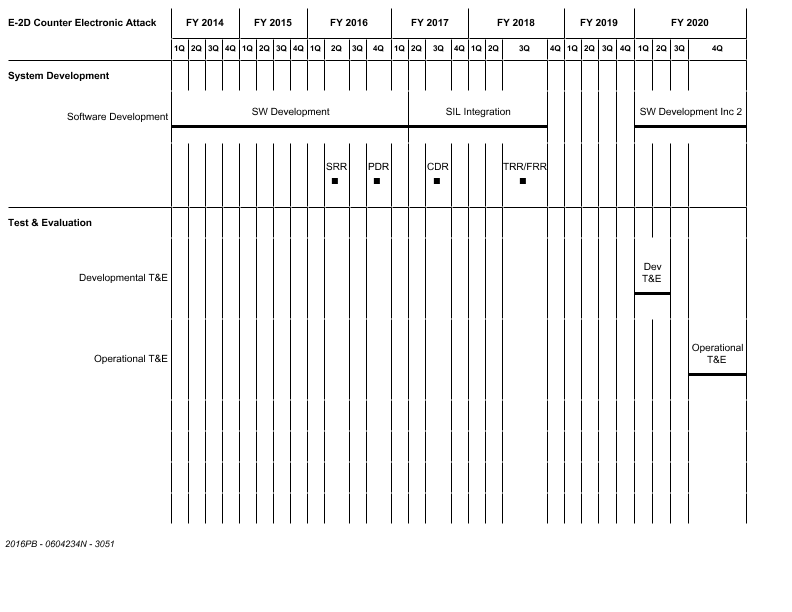 E-2D Counter Electronic Attack FY 2014 FY 2015 FY 2016 FY 2017 FY 2018 FY 2019 FY 2020
1Q 2Q 3Q 4Q 1Q 2Q 3Q 4Q 1Q 2Q 3Q 4Q 1Q 2Q 3Q 4Q 1Q 2Q 3Q 4Q 1Q 2Q 3Q 4Q 1Q 2Q 3Q 4Q
System Development
Software Development SW Development SIL Integration SW Development Inc 2
SRR PDR CDR TRR/FRR
Test & Evaluation
Developmental T&E Dev
T&E
Operational T&E Operational
T&E
2016PB - 0604234N - 3051